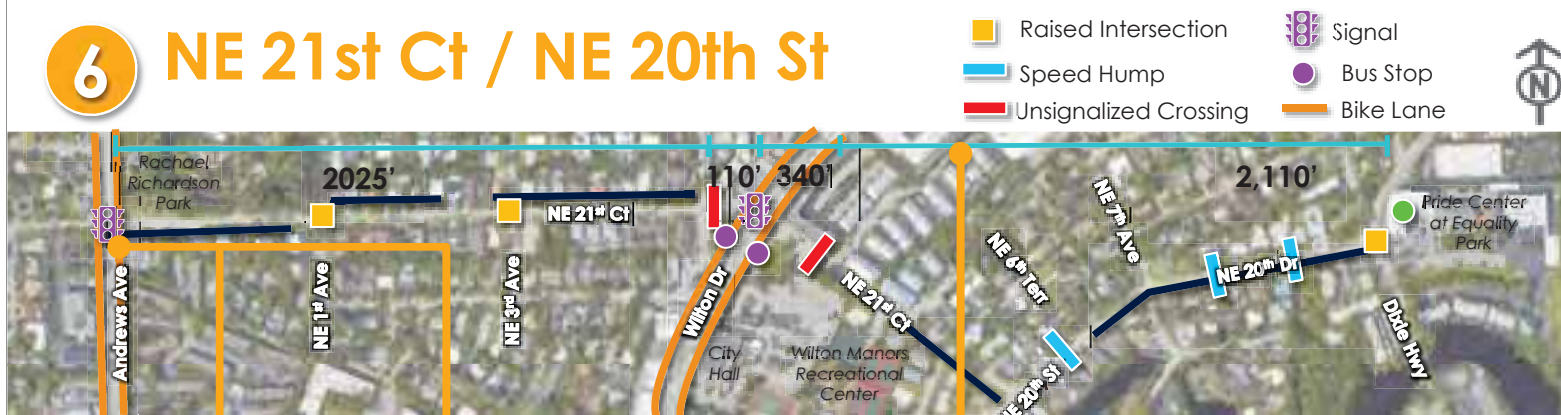 6
NE 21st Ct / NE 20th St
Raised Intersection
Signal
Speed Hump
Bus Stop
Unsignalized Crossing
Bike Lane
N
Rachael
Richardson
Park
2025'
110'
340'
2,110'
Pride Center
at Equality
Park
NE 21st Ct
NE 7th Ave
NE 6th Terr
NE 20th Dr
Andrews Ave
NE 1st Ave
NE 3rd Ave
Wilton Dr
NE 21st Ct
Dixie Hwy
City
Hall
Wilton Manors
Recreational
Center
NE 20th St